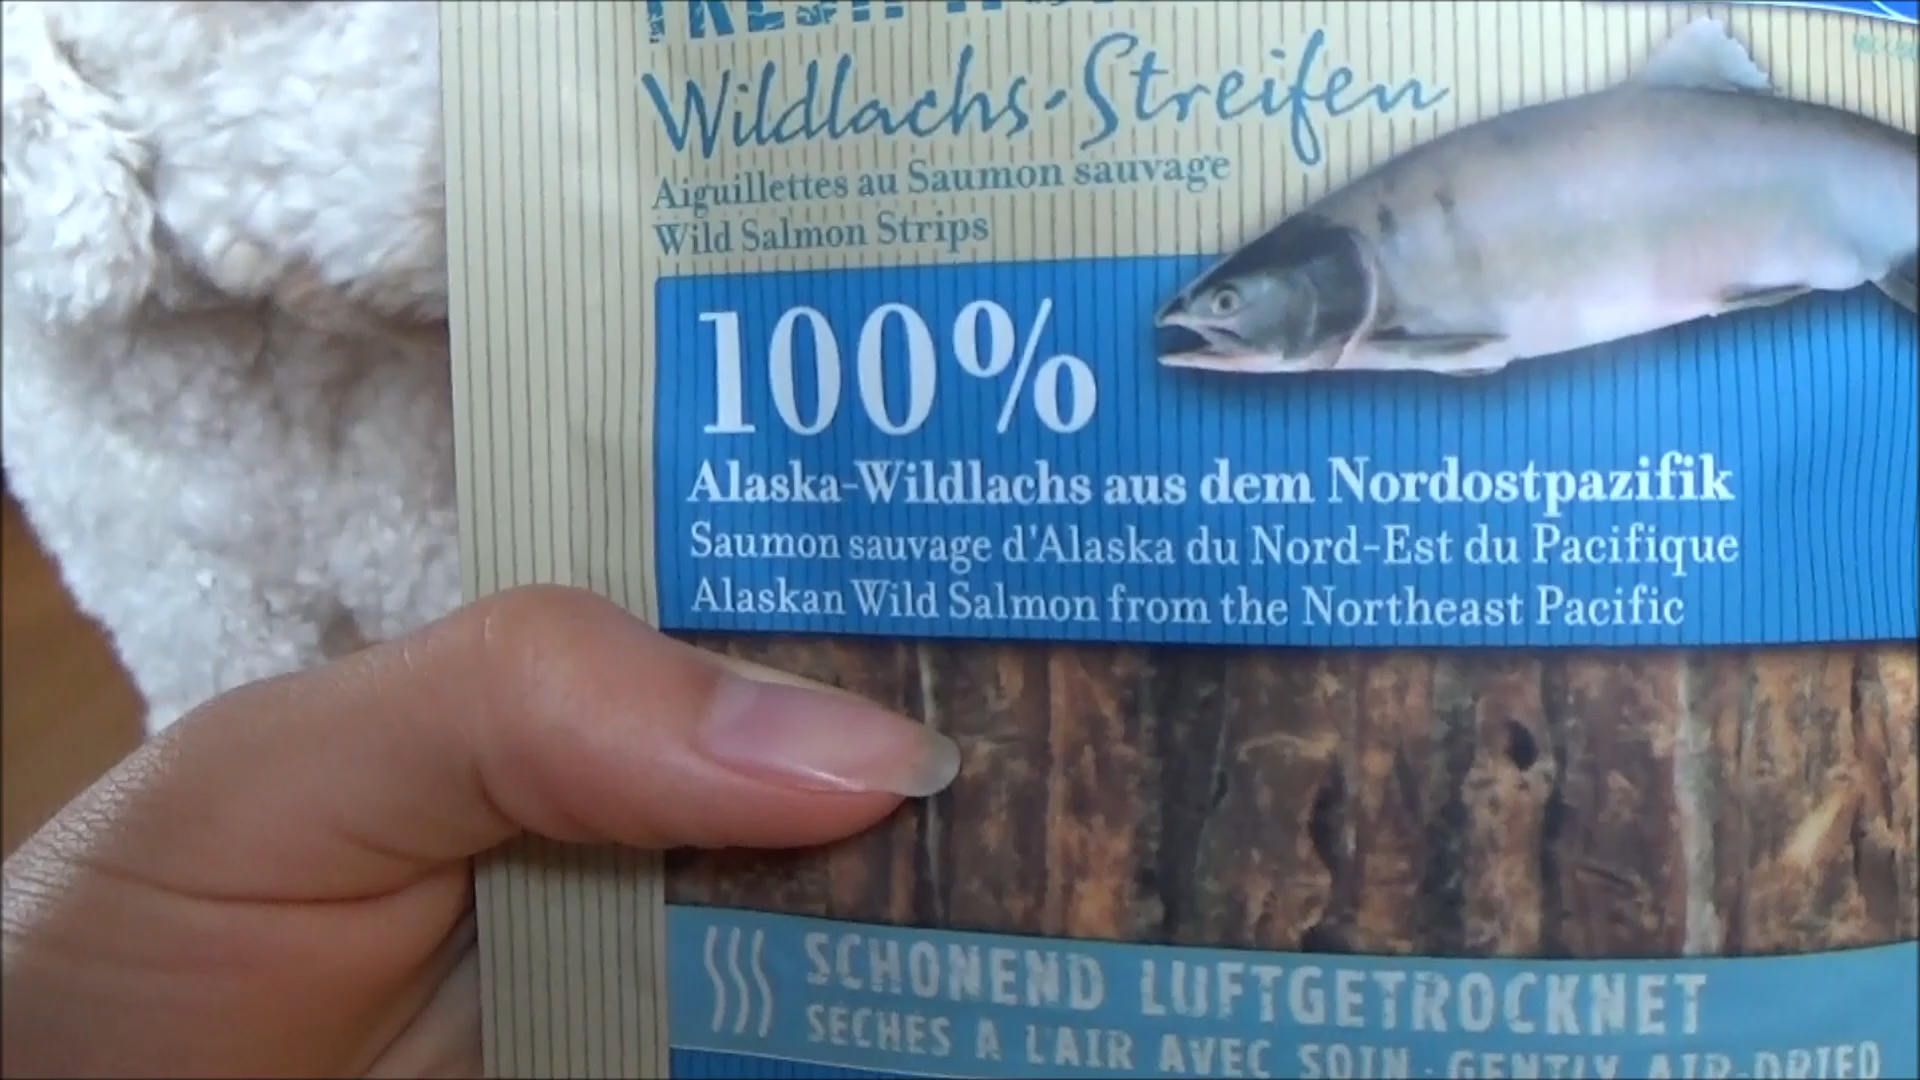 Wildlachs-Streifen
Aiguillettes au Saumon sauvage
Wild Salmon Strips
100%
Alaska-Wildlachs aus dem Nordostpazifik
Saumon sauvage d'Alaska du Nord-Est du Pacifique
Alaskan Wild Salmon from the Northeast Pacific
SCHONEND LUFTGETROCKNET
SÉCHÉS À L'AIR AVEC SOIN · GENTLY AIR-DRIED